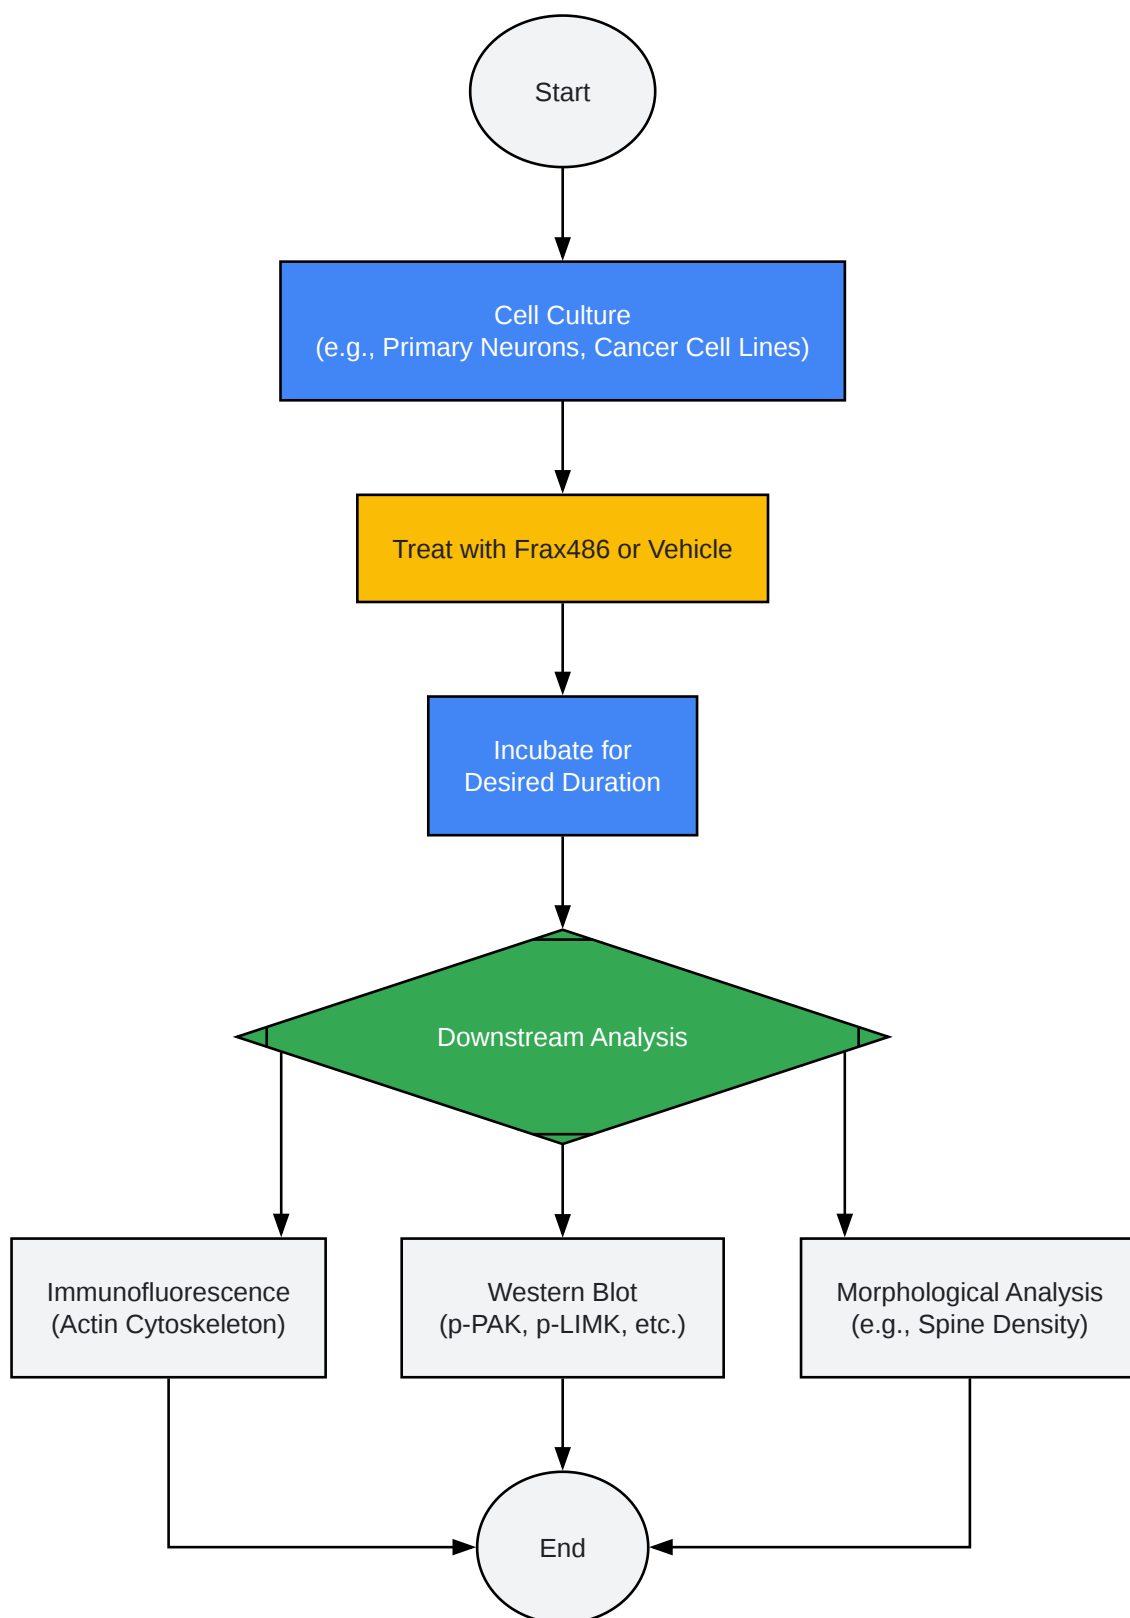 Start
Cell Culture
(e.g., Primary Neurons, Cancer Cell Lines)
Treat with Frax486 or Vehicle
Incubate for
Desired Duration
Downstream Analysis
Immunofluorescence
(Actin Cytoskeleton)
Western Blot
(p-PAK, p-LIMK, etc.)
Morphological Analysis
(e.g., Spine Density)
End